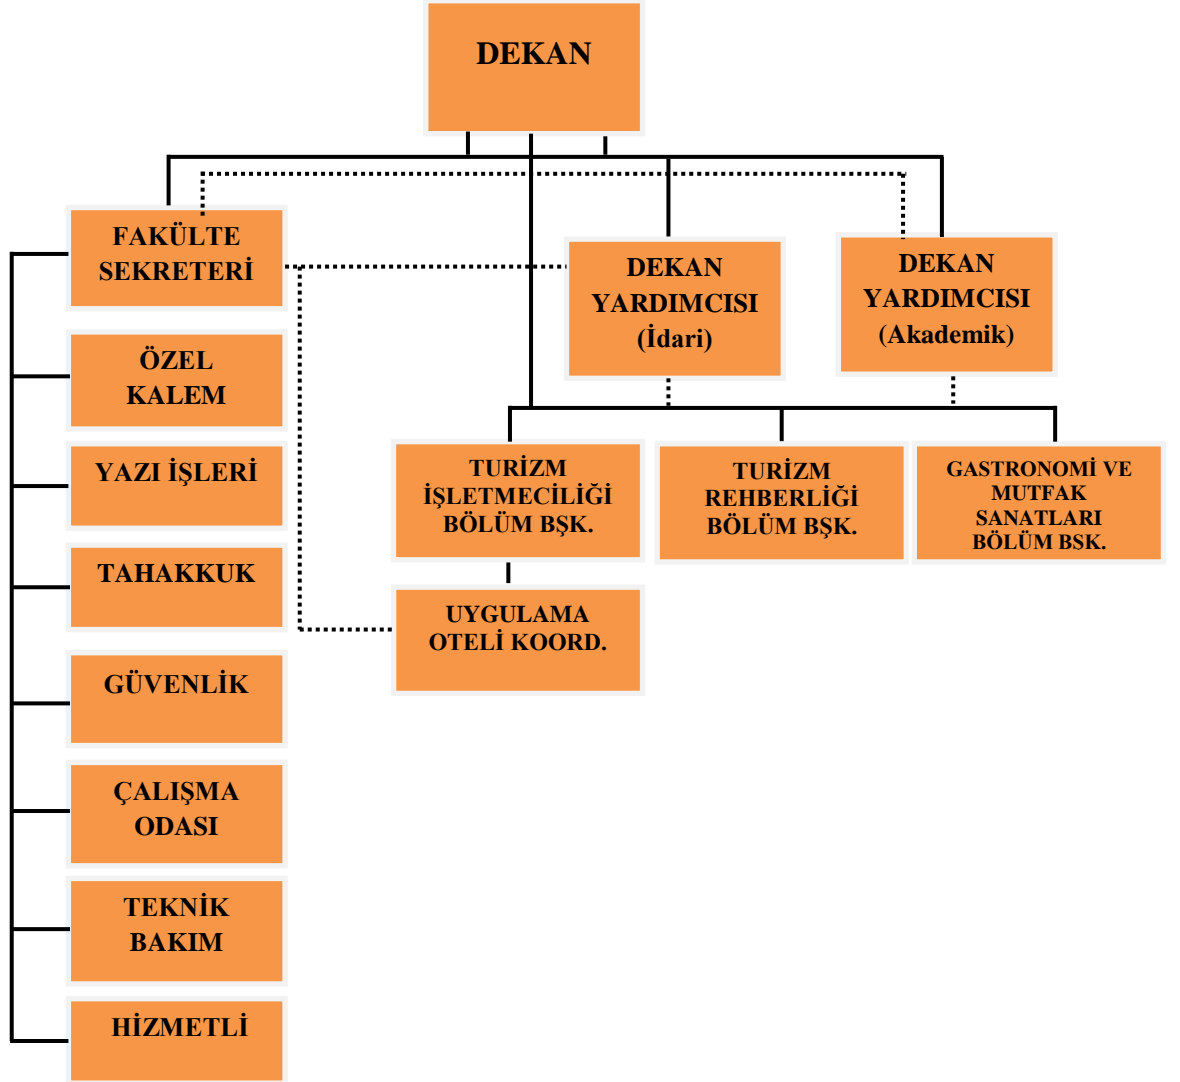 DEKAN
FAKÜLTE
SEKRETERİ
DEKAN
YARDIMCISI
(İdari)
DEKAN
YARDIMCISI
(Akademik)
ÖZEL
KALEM
YAZI İŞLERİ
TAHAKKUK
GÜVENLİK
ÇALIŞMA
ODASI
TEKNİK
BAKIM
HİZMETLİ
TURİZM
İŞLETMECİLİĞİ
BÖLÜM BŞK.
TURİZM
REHBERLİĞİ
BÖLÜM BŞK.
GASTRONOMİ VE
MUTFAK
SANATLARI
BÖLÜM BSK.
UYGULAMA
OTELİ KOORD.